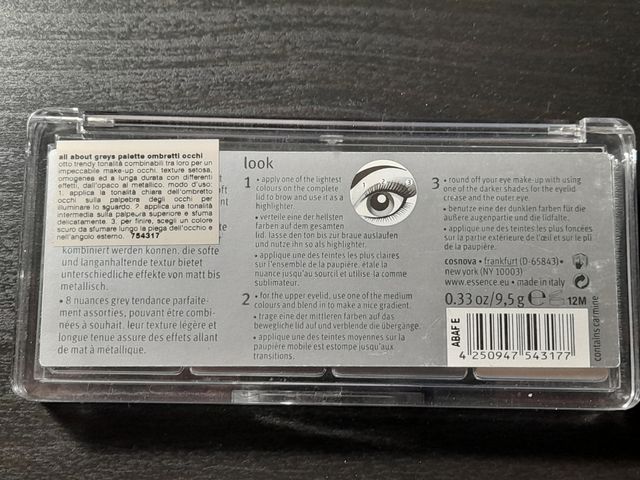 all about greys palette ombretti occhi
otto trendy tonalità combinabili tra loro per un
impeccabile make-up occhi. texture setosa,
omogenea ed a lunga durata con differenti
effetti, dall'opaco al metallico. modo d'uso:
1. applica la tonalità chiara dell'ombretto
occhi sulla palpebra degli occhi per
illuminare lo sguardo. 2. applica una tonalità
intermedia sulla palpebra superiore e sfuma
delicatamente. 3. per finire, scegli un colore
scuro da sfumare lungo la piega dell'occhio e
nell'angolo esterno. 754317
kombiniert werden können. die softe
und langanhaltende textur bietet
unterschiedliche effekte von matt bis
metallisch.
• 8 nuances grey tendance parfaite-
ment assorties, pouvant être combi-
nées à souhait. leur texture légère et
longue tenue assure des effets allant
de mat à métallique.
look
1 • apply one of the lightest
colours on the complete
lid to brow and use it as a
highlighter.
• verteile eine der hellsten
farben auf dem gesamten
lid. lasse den ton bis zur braue auslaufen
und nutze ihn so als highlighter.
• applique une des teintes les plus claires
sur l'ensemble de la paupière. étale la
nuance jusqu'au sourcil et utilise-la comme
sublimateur.
2 • for the upper eyelid, use one of the medium
colours and blend in to make a nice gradient.
• trage eine der mittleren farben auf das
bewegliche lid auf und verblende die übergänge.
• applique une des teintes moyennes sur la
paupière mobile et estompe jusqu'aux
transitions.
1 2 3
3 • round off your eye make-up with using
one of the darker shades for the eyelid
crease and the outer eye.
• benutze eine der dunklen farben für die
äußere augenpartie und die lidfalte.
• applique une des teintes les plus foncées
sur la partie extérieure de l'œil et sur le pli
de la paupière.
cosnova • frankfurt (D-65843) •
new york (NY 10003)
www.essence.eu • made in italy
0.33 oz/9,5 g ℮ 12M
ABAF E
4 250947 543177
contains carmine